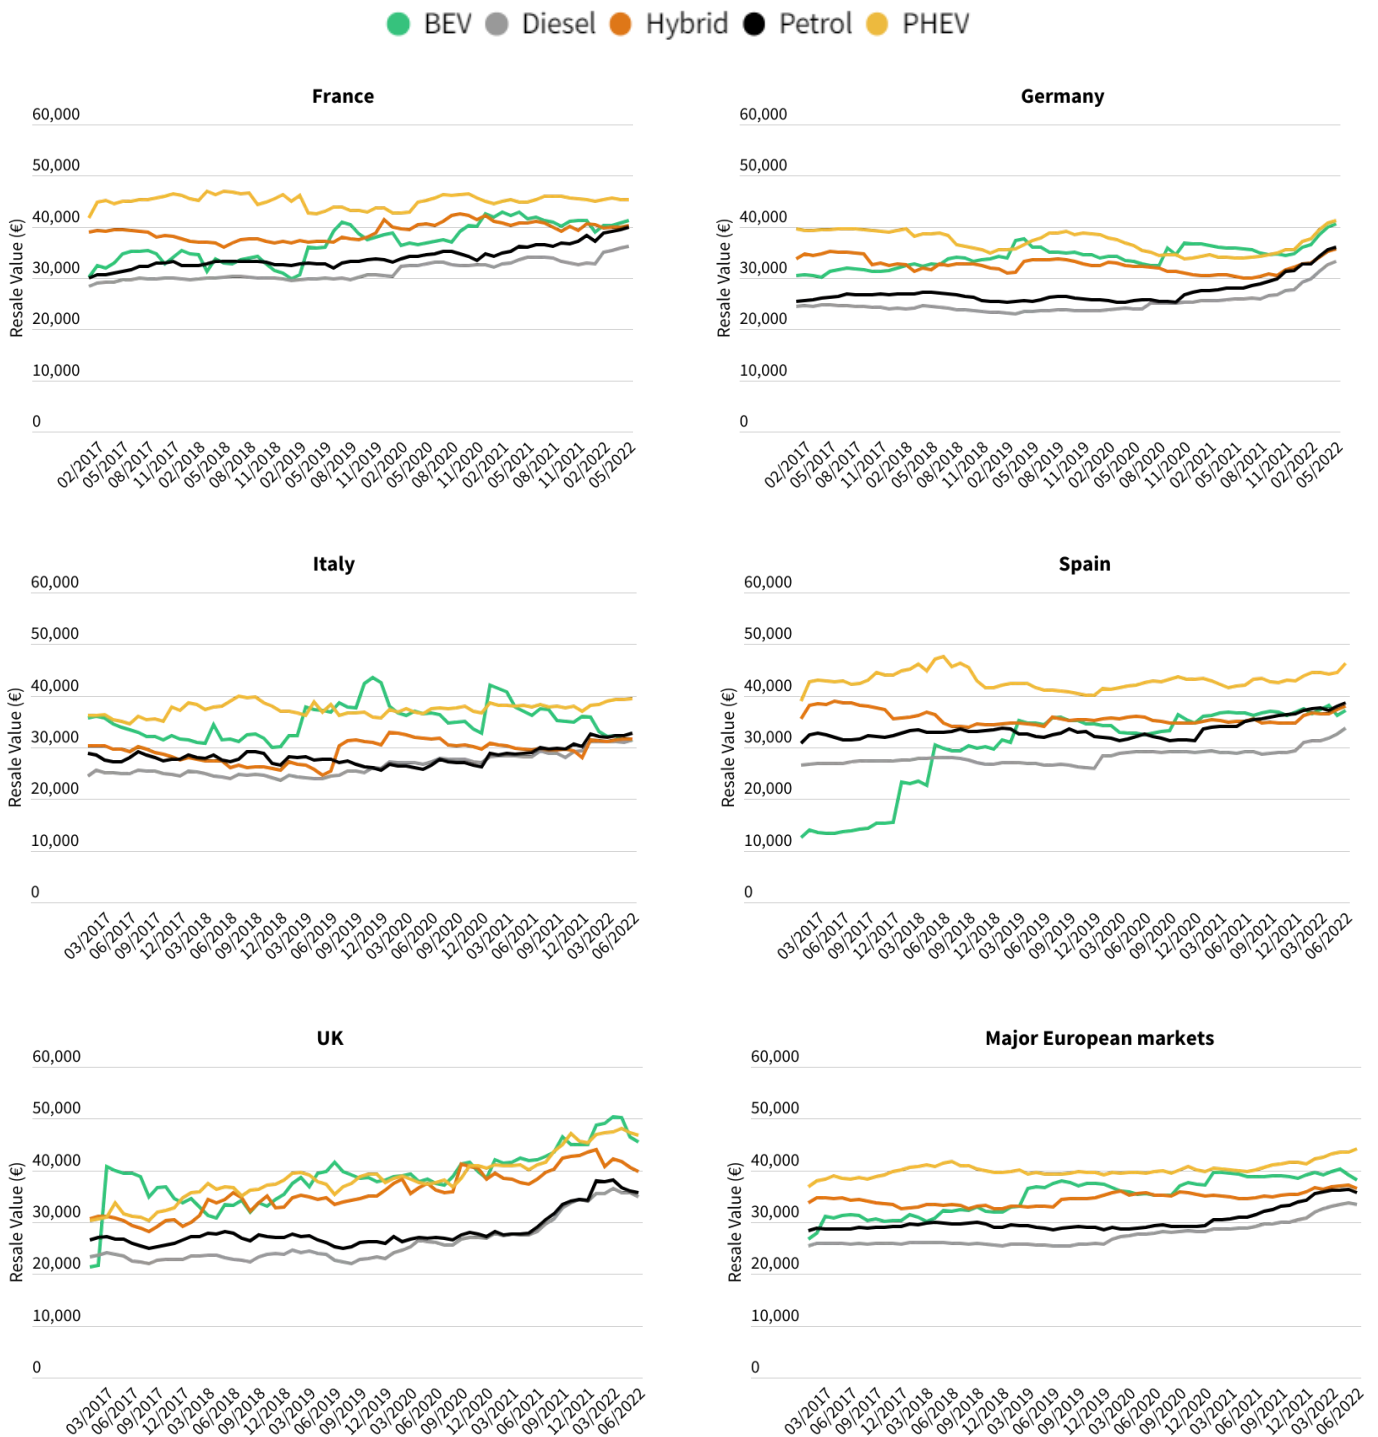 BEV Diesel Hybrid Petrol PHEV
France
60,000
50,000
40,000
30,000
20,000
10,000
0
Resale Value (€)
02/2017 05/2017 08/2017 11/2017 02/2018 05/2018 08/2018 11/2018 02/2019 05/2019 08/2019 11/2019 02/2020 05/2020 08/2020 11/2020 02/2021 05/2021 08/2021 11/2021 02/2022 05/2022
Germany
60,000
50,000
40,000
30,000
20,000
10,000
0
Resale Value (€)
02/2017 05/2017 08/2017 11/2017 02/2018 05/2018 08/2018 11/2018 02/2019 05/2019 08/2019 11/2019 02/2020 05/2020 08/2020 11/2020 02/2021 05/2021 08/2021 11/2021 02/2022 05/2022
Italy
60,000
50,000
40,000
30,000
20,000
10,000
0
Resale Value (€)
03/2017 06/2017 09/2017 12/2017 03/2018 06/2018 09/2018 12/2018 03/2019 06/2019 09/2019 12/2019 03/2020 06/2020 09/2020 12/2020 03/2021 06/2021 09/2021 12/2021 03/2022 06/2022
Spain
60,000
50,000
40,000
30,000
20,000
10,000
0
Resale Value (€)
03/2017 06/2017 09/2017 12/2017 03/2018 06/2018 09/2018 12/2018 03/2019 06/2019 09/2019 12/2019 03/2020 06/2020 09/2020 12/2020 03/2021 06/2021 09/2021 12/2021 03/2022 06/2022
UK
60,000
50,000
40,000
30,000
20,000
10,000
0
Resale Value (€)
03/2017 06/2017 09/2017 12/2017 03/2018 06/2018 09/2018 12/2018 03/2019 06/2019 09/2019 12/2019 03/2020 06/2020 09/2020 12/2020 03/2021 06/2021 09/2021 12/2021 03/2022 06/2022
Major European markets
60,000
50,000
40,000
30,000
20,000
10,000
0
Resale Value (€)
03/2017 06/2017 09/2017 12/2017 03/2018 06/2018 09/2018 12/2018 03/2019 06/2019 09/2019 12/2019 03/2020 06/2020 09/2020 12/2020 03/2021 06/2021 09/2021 12/2021 03/2022 06/2022